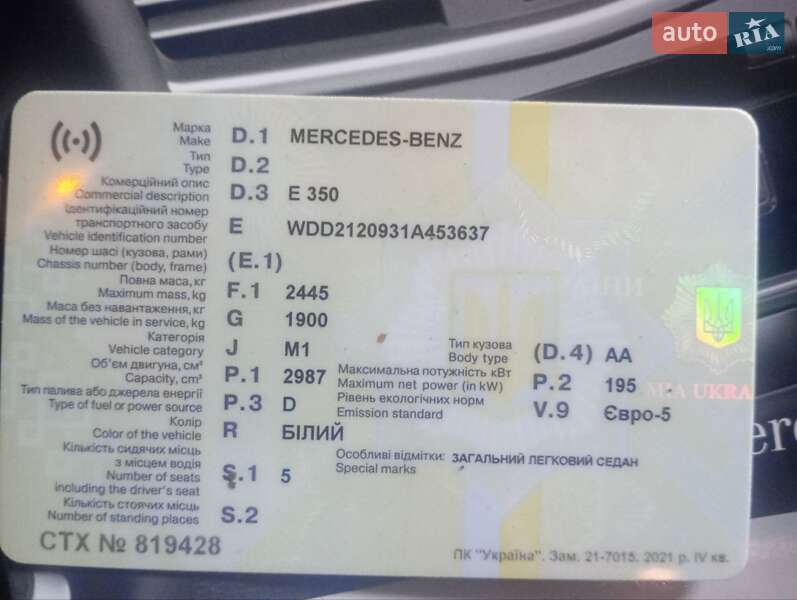 auto RIA .com
Марка
Make D.1 MERCEDES-BENZ
Тип
Type D.2
Комерційний опис
Commercial description D.3 E 350
Ідентифікаційний номер
транспортного засобу
Vehicle identification number E WDD2120931A453637
Номер шасі (кузова, рами)
Chassis number (body, frame) (E.1)
Повна маса, кг
Maximum mass, kg F.1 2445
Маса без навантаження, кг
Mass of the vehicle in service, kg G 1900
Категорія
Vehicle category J M1
Тип кузова
Body type (D.4) AA
Об'єм двигуна, см³
Capacity, cm³ P.1 2987
Максимальна потужність кВт
Maximum net power (in kW) P.2 195
Тип палива або джерела енергії
Type of fuel or power source P.3 D
Рівень екологічних норм
Emission standard V.9 Євро-5
MIA UKRA
Колір
Color of the vehicle R БІЛИЙ
Кількість сидячих місць
з місцем водія
Number of seats
including the driver's seat S.1 5
Особливі відмітки: ЗАГАЛЬНИЙ ЛЕГКОВИЙ СЕДАН
Special marks
Кількість стоячих місць
Number of standing places S.2
СТХ № 819428
ПК "Україна". Зам. 21-7015. 2021 р. IV кв.